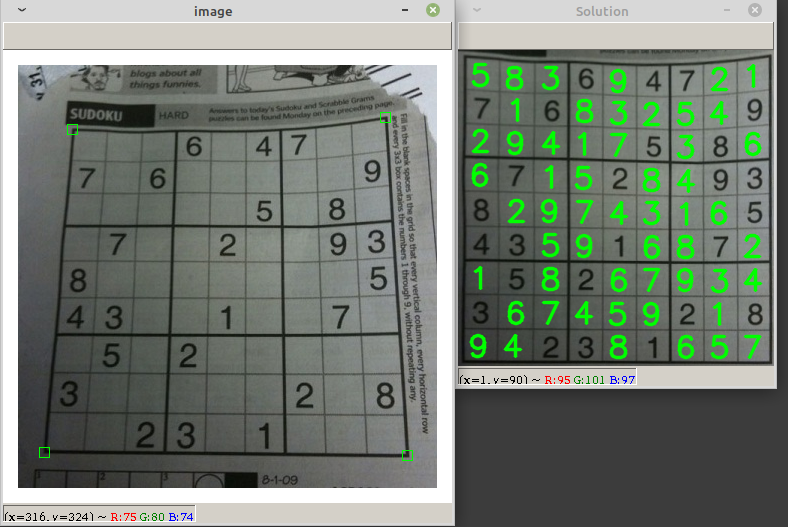 image
Solution
31,
blogs about all
things funnies.
SUDOKU HARD
Answers to today's Sudoku and Scrabble Grams
puzzles can be found Monday on the preceding page.
6 4 7
7 6 9
5 8
7 2 9 3
8 5
4 3 1 7
5 2
3 2 8
2 3 1
Fill in the blank spaces in the grid so that every vertical column, every horizontal row
and every 3x3 box contains the numbers 1 through 9, without repeating any.
1 2 3
8-1-09
(x=316, y=324) ~ R:75 G:80 B:74
5 8 3 6 9 4 7 2 1
7 1 6 8 3 2 5 4 9
2 9 4 1 7 5 3 8 6
6 7 1 5 2 8 4 9 3
8 2 9 7 4 3 1 6 5
4 3 5 9 1 6 8 7 2
1 5 8 2 6 7 9 3 4
3 6 7 4 5 9 2 1 8
9 4 2 3 8 1 6 5 7
(x=1, y=90) ~ R:95 G:101 B:97